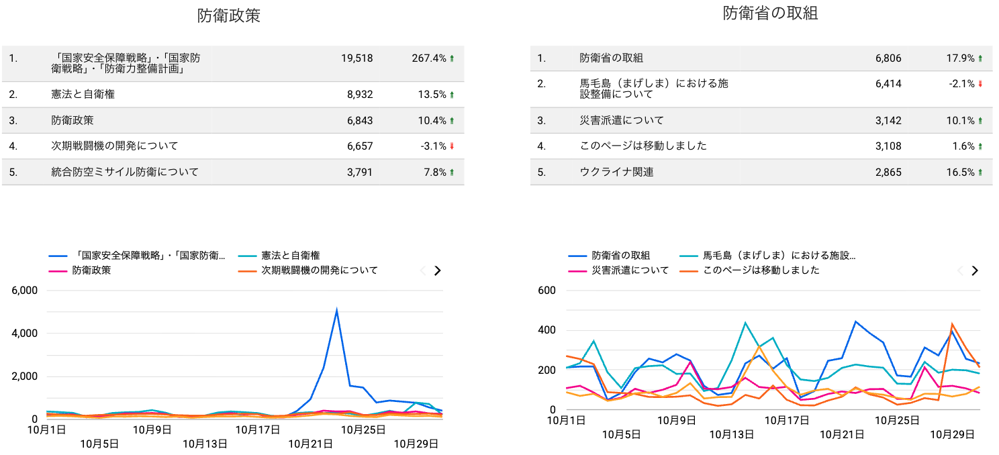 防衛政策
1. 「国家安全保障戦略」・「国家防 19,518 267.4%
衛戦略」・「防衛力整備計画」
2. 憲法と自衛権 8,932 13.5%
3. 防衛政策 6,843 10.4%
4. 次期戦闘機の開発について 6,657 -3.1%
5. 統合防空ミサイル防衛について 3,791 7.8%
「国家安全保障戦略」・「国家防衛... 憲法と自衛権
防衛政策 次期戦闘機の開発について
6,000
4,000
2,000
0
10月1日 10月9日 10月17日 10月25日
10月5日 10月13日 10月21日 10月29日
防衛省の取組
1. 防衛省の取組 6,806 17.9%
2. 馬毛島（まげしま）における施 6,414 -2.1%
設整備について
3. 災害派遣について 3,142 10.1%
4. このページは移動しました 3,108 1.6%
5. ウクライナ関連 2,865 16.5%
防衛省の取組 馬毛島（まげしま）における施設...
災害派遣について このページは移動しました
600
400
200
0
10月1日 10月9日 10月17日 10月25日
10月5日 10月13日 10月21日 10月29日